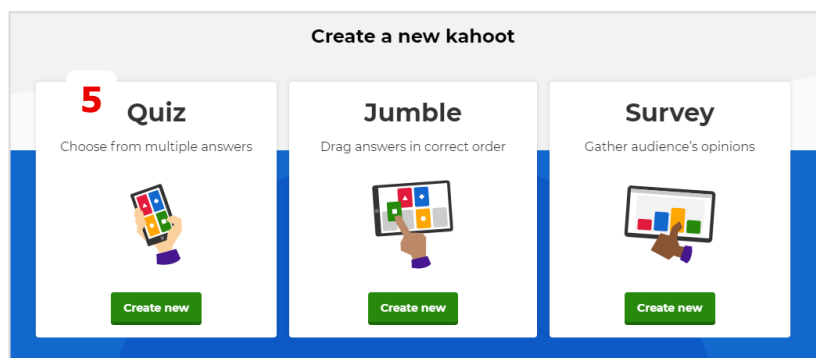 Create a new kahoot
5
Quiz
Choose from multiple answers
Create new
Jumble
Drag answers in correct order
Create new
Survey
Gather audience's opinions
Create new